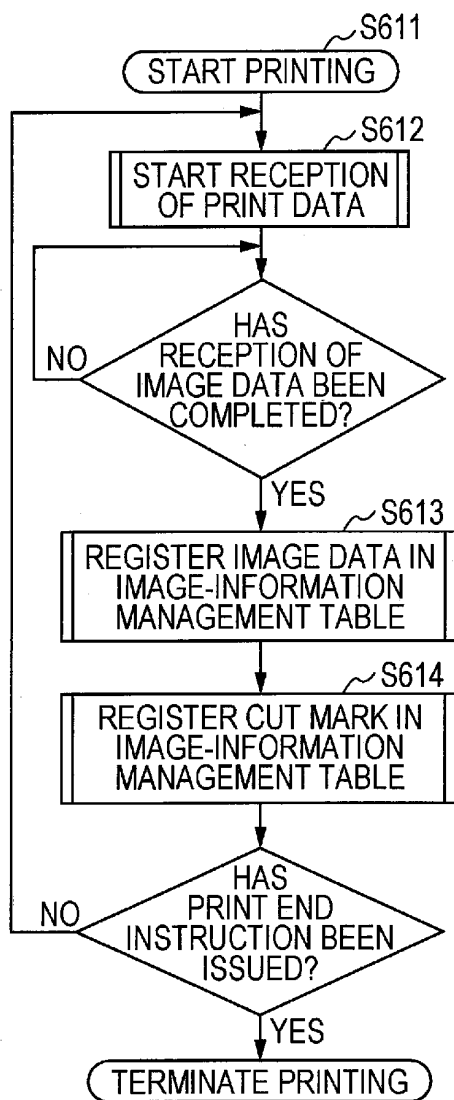 S611
START PRINTING
S612
START RECEPTION
OF PRINT DATA
HAS
RECEPTION OF
IMAGE DATA BEEN
COMPLETED?
NO
YES
S613
REGISTER IMAGE DATA IN
IMAGE-INFORMATION
MANAGEMENT TABLE
S614
REGISTER CUT MARK IN
IMAGE-INFORMATION
MANAGEMENT TABLE
HAS
PRINT END
INSTRUCTION BEEN
ISSUED?
NO
YES
TERMINATE PRINTING